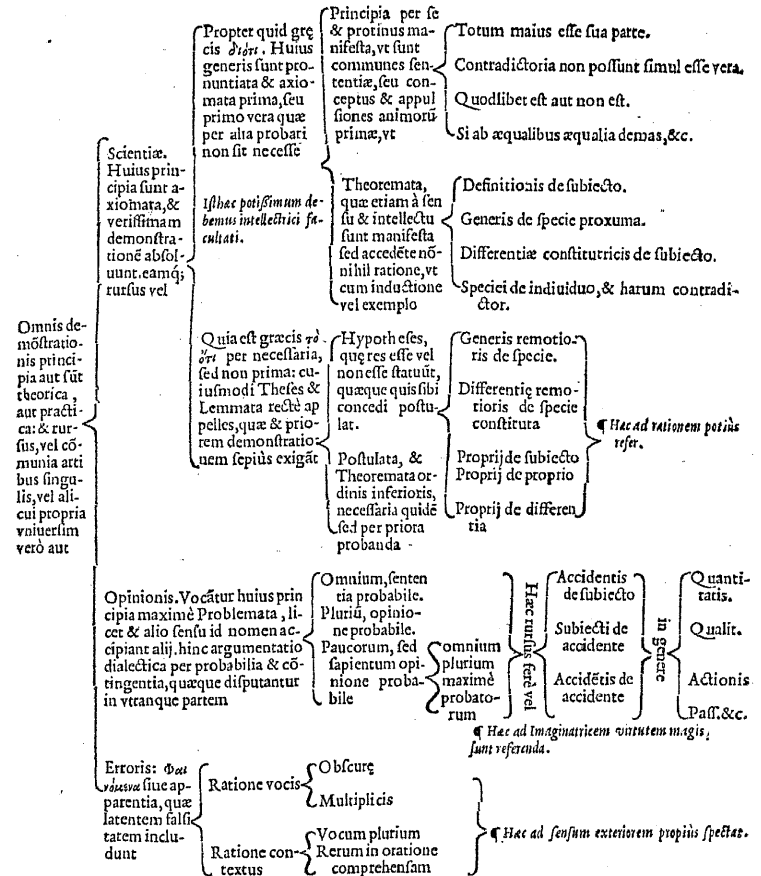 Omnis de-
mōstratio-
nis princi-
pia aut sūt
theorica,
aut practi-
ca: & rur-
sus, vel cō-
munia arti
bus singu-
lis, vel ali-
cui propria
vniuersim
verò aut
Scientiæ.
Huius prin-
cipia sunt a-
xiomata, &
verissimam
demonstra-
tionē absol-
uunt. eamq;
rursus vel
Propter quid grę
cis διότι. Huius
generis sunt pro-
nuntiata & axio-
mata prima, seu
primo vera quæ
per alia probari
non sit necesse
Isthæc potissimum de-
bemus intellectrici fa-
cultati.
Principia per se
& protinus ma-
nifesta, vt sunt
communes sen-
tentiæ, seu con-
ceptus & appul
siones animorū
primæ, vt
Totum maius esse sua parte.
Contradictoria non possunt simul esse vera.
Quodlibet est aut non est.
Si ab æqualibus æqualia demas, &c.
Theoremata,
quæ etiam à sen
su & intellectu
sunt manifesta
sed accedēte nō-
nihil ratione, vt
cum inductione
vel exemplo
Definitionis de subiecto.
Generis de specie proxuma.
Differentiæ constitutricis de subiecto.
Speciei de indiuiduo, & harum contradi-
ctor.
Quia est græcis τὸ
ὅτι per necessaria,
sed non prima: cu-
iusmodi Theses &
Lemmata rectè ap
pelles, quæ & prio-
rem demonstratio-
nem sepiùs exigāt
Hypotheses,
quę res esse vel
non esse statuūt,
quæque quis sibi
concedi postu-
lat.
Postulata, &
Theoremata or-
dinis inferioris,
necessaria quidē
sed per priora
probanda
Generis remotio-
ris de specie.
Differentię remo-
tioris de specie
constituta
Proprij de subiecto
Proprij de proprio
Proprij de differen
tia
¶ Hæc ad rationem potiùs
refer.
Opinionis. Vocātur huius prin
cipia maximè Problemata, li-
cet & alio sensu id nomen ac-
cipiant alij. hinc argumentatio
dialectica per probabilia & cō-
tingentia, quæque disputantur
in vtranque partem
Omnium, senten
tia probabile.
Pluriū, opinio-
ne probabile.
Paucorum, sed
sapientum opi-
nione proba-
bile
omnium
plurium
maximè
probato-
rum
Hæc rursus ferè vel
Accidentis
de subiecto
Subiecti de
accidente
Accidētis de
accidente
in genere
Quanti-
tatis.
Qualit.
Actionis
Pass. &c.
¶ Hæc ad Imaginatricem virtutem magis
sunt referenda.
Erroris: Φαι
νόμενα siue ap-
parentia, quæ
latentem falsi
tatem inclu-
dunt
Ratione vocis
Obscurę
Multiplicis
Ratione con-
textus
Vocum plurium
Rerum in oratione
comprehensam
¶ Hæc ad sensum exteriorem propiùs spectat.